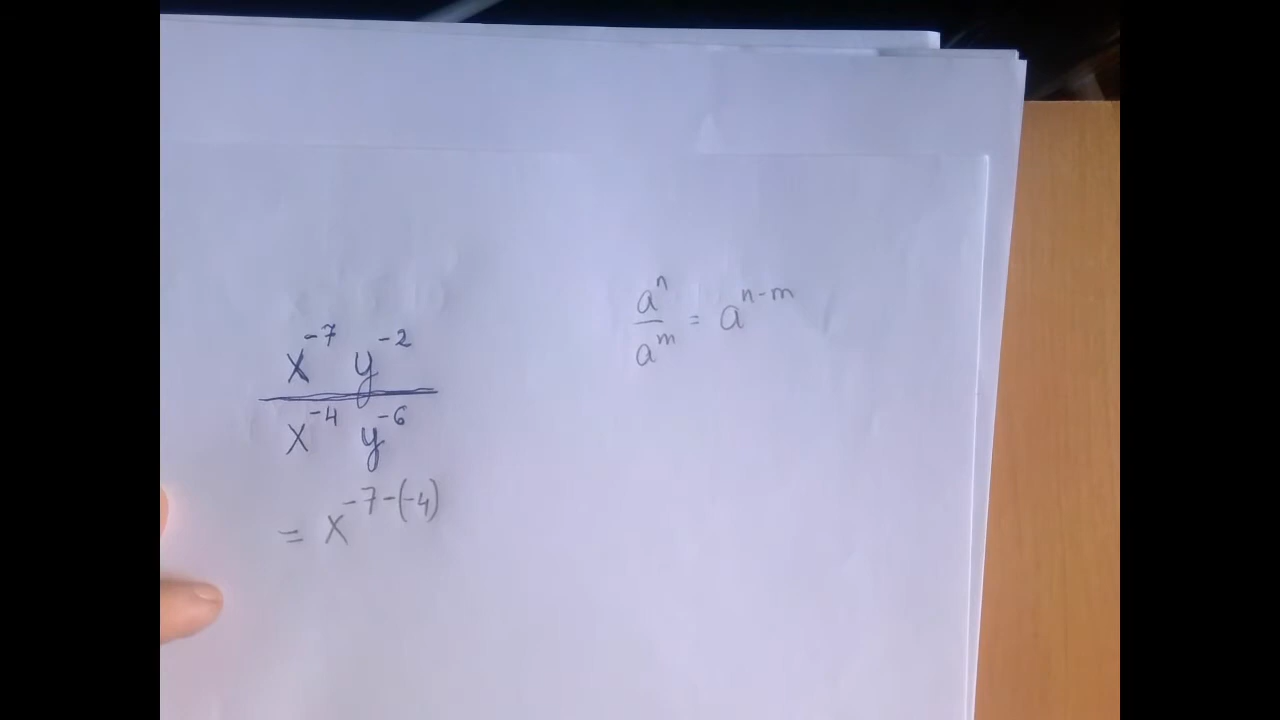 x^{-7} y^{-2}
x^{-4} y^{-6}
= x^{-7-(-4)}
a^n
a^m = a^{n-m}